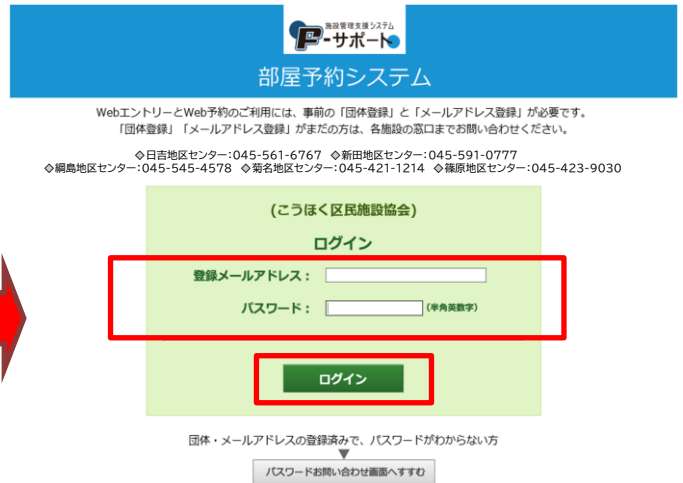 施設管理支援システム
F-サポート
部屋予約システム
WebエントリーとWeb予約のご利用には、事前の「団体登録」と「メールアドレス登録」が必要です。
「団体登録」「メールアドレス登録」がまだの方は、各施設の窓口までお問い合わせください。
◇日吉地区センター:045-561-6767 ◇新田地区センター:045-591-0777
◇綱島地区センター:045-545-4578 ◇菊名地区センター:045-421-1214 ◇篠原地区センター:045-423-9030
(こうほく区民施設協会)
ログイン
登録メールアドレス:
パスワード: (半角英数字)
ログイン
団体・メールアドレスの登録済みで、パスワードがわからない方
▼
パスワードお問い合わせ画面へすすむ